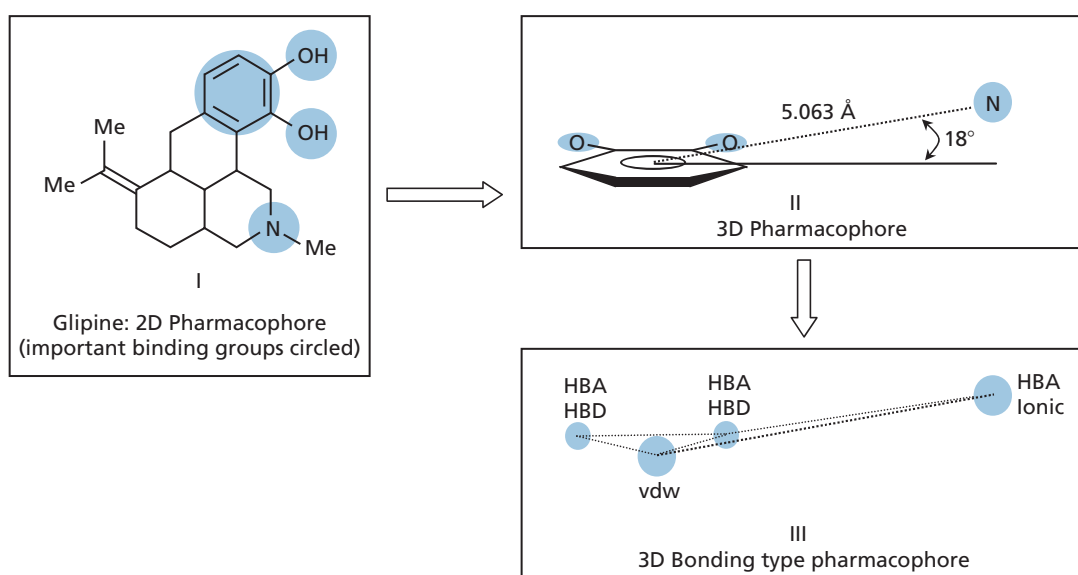 OH
OH
Me
Me
N
Me
I
Glipine: 2D Pharmacophore
(important binding groups circled)
O
O
5.063 Å
N
18°
II
3D Pharmacophore
HBA
HBD
HBA
HBD
HBA
Ionic
vdw
III
3D Bonding type pharmacophore